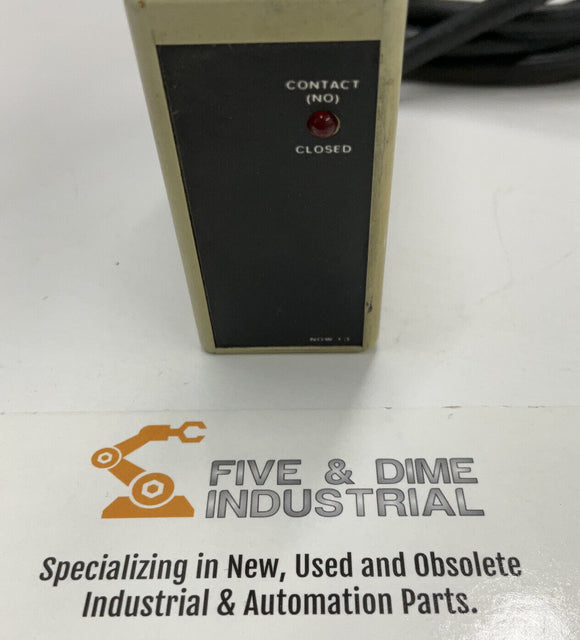 CONTACT
(NO)
CLOSED
FIVE & DIME
INDUSTRIAL
Specializing in New, Used and Obsolete
Industrial & Automation Parts.